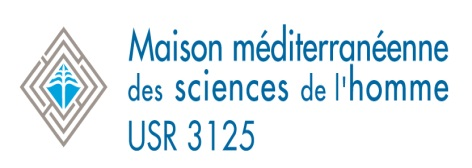 Maison méditerranéenne
des sciences de l'homme
USR 3125